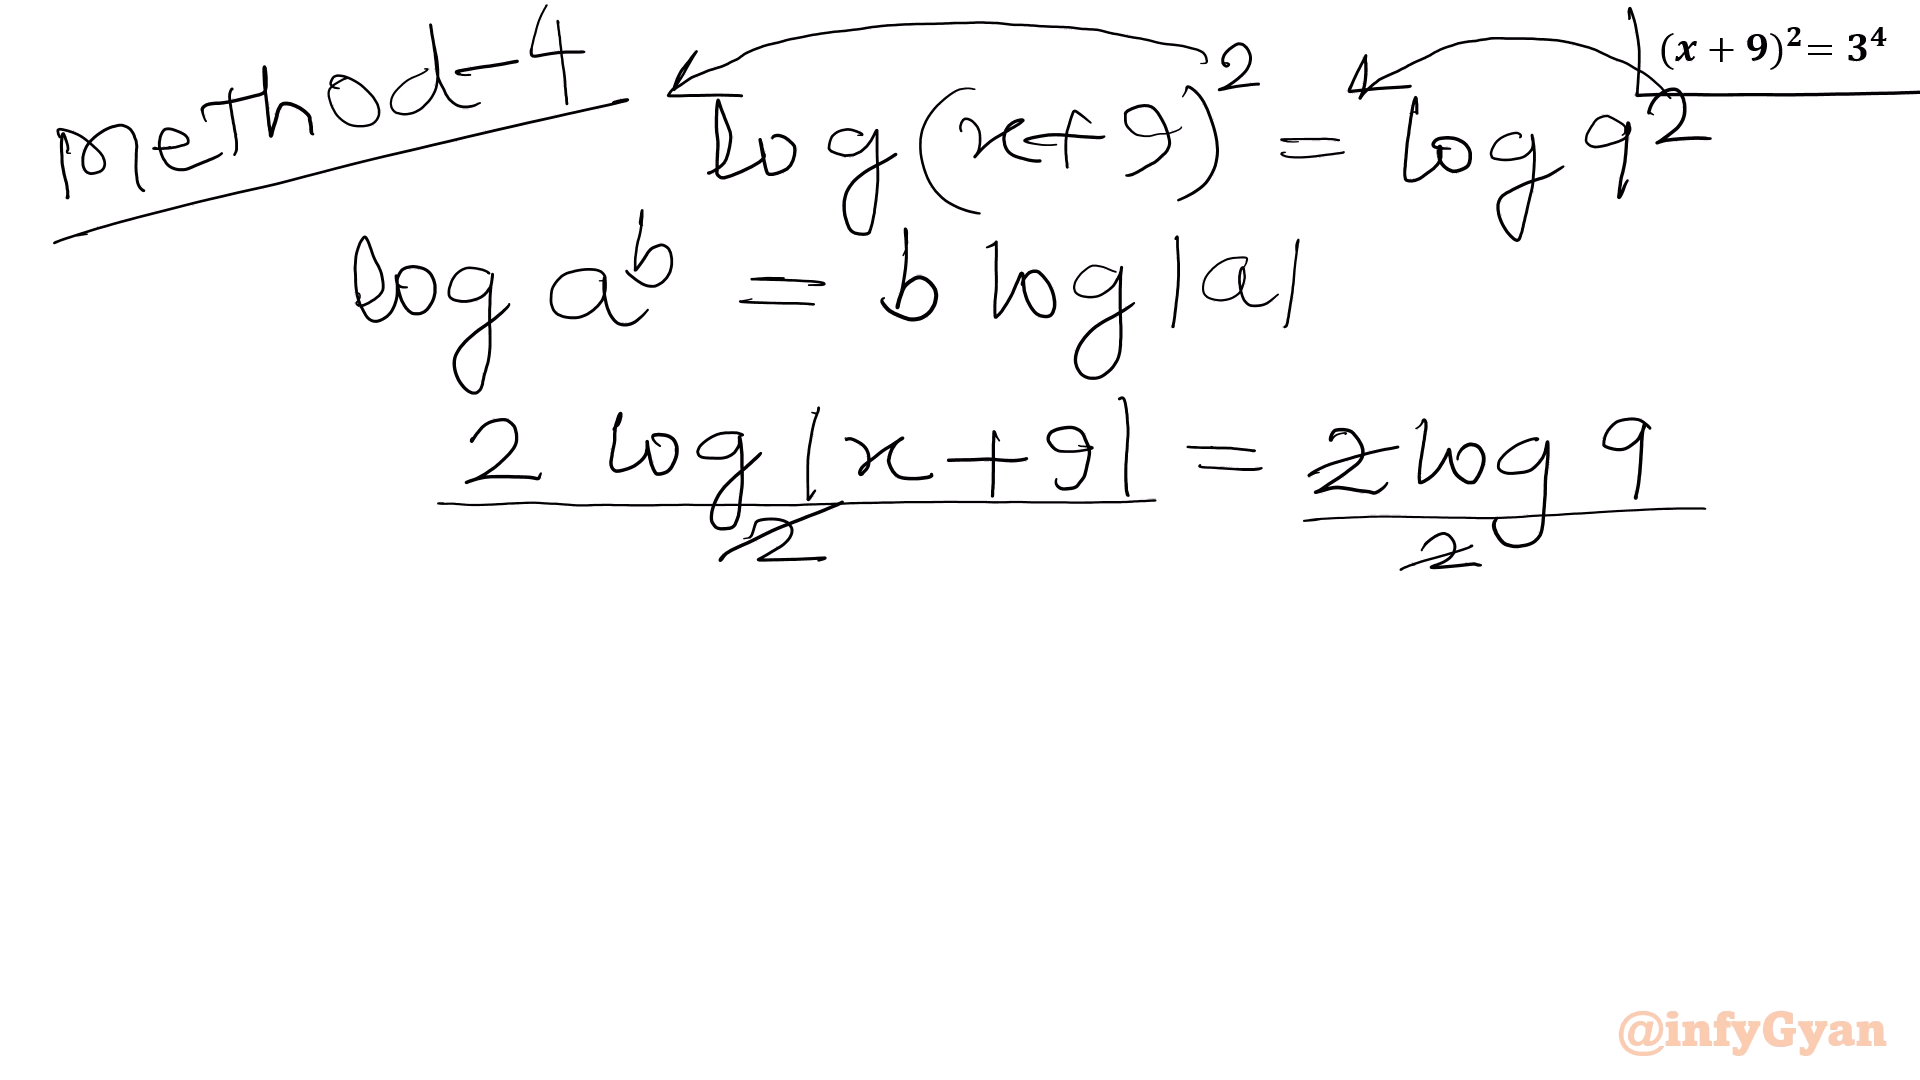 method-4
(x + 9)² = 3⁴
log (x+9)² = log 9²
log a^b = b log |a|
2 log |x+9| / 2 = 2 log 9 / 2
@infyGyan